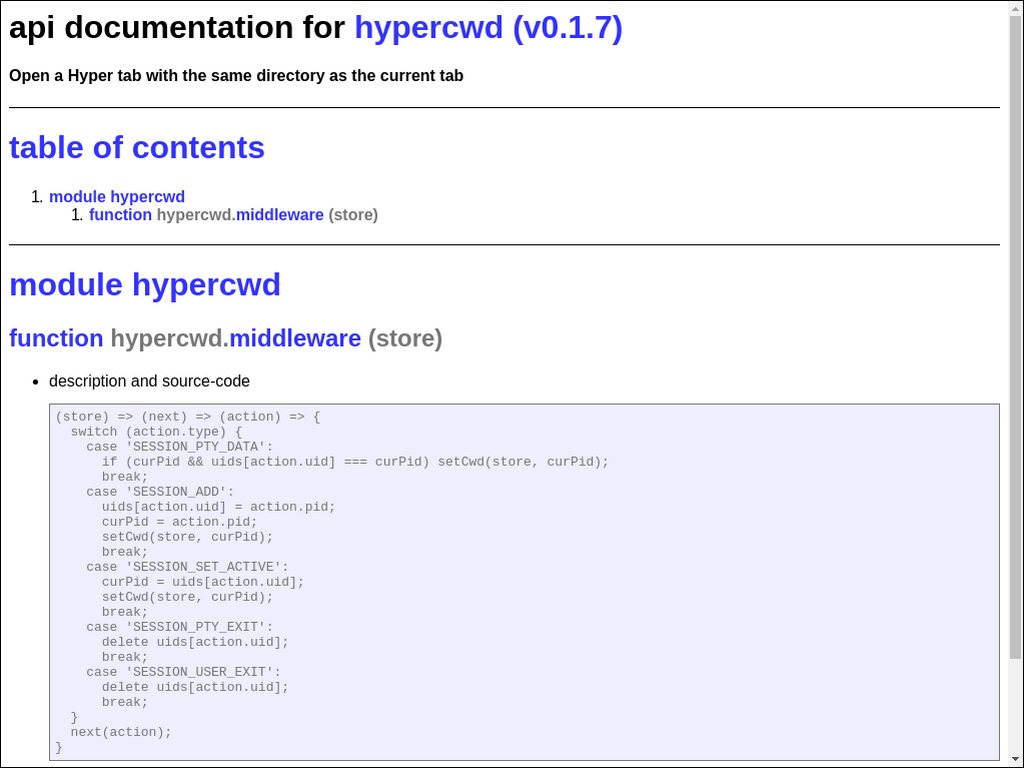 api documentation for hypercwd (v0.1.7)
Open a Hyper tab with the same directory as the current tab
table of contents
1. module hypercwd
1. function hypercwd.middleware (store)
module hypercwd
function hypercwd.middleware (store)
• description and source-code
(store) => (next) => (action) => {
  switch (action.type) {
    case 'SESSION_PTY_DATA':
      if (curPid && uids[action.uid] === curPid) setCwd(store, curPid);
      break;
    case 'SESSION_ADD':
      uids[action.uid] = action.pid;
      curPid = action.pid;
      setCwd(store, curPid);
      break;
    case 'SESSION_SET_ACTIVE':
      curPid = uids[action.uid];
      setCwd(store, curPid);
      break;
    case 'SESSION_PTY_EXIT':
      delete uids[action.uid];
      break;
    case 'SESSION_USER_EXIT':
      delete uids[action.uid];
      break;
  }
  next(action);
}